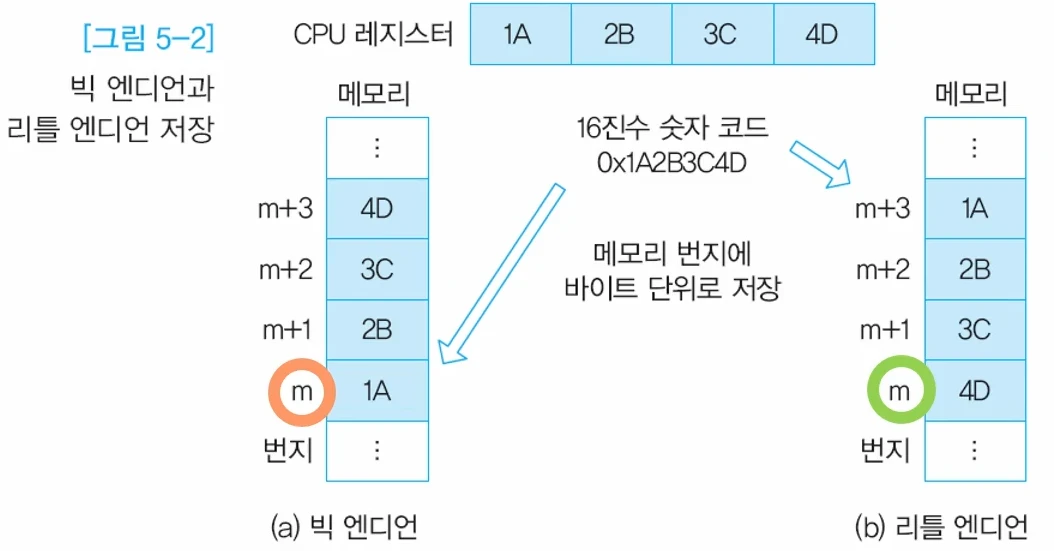 [그림 5-2]
빅 엔디언과
리틀 엔디언 저장
CPU 레지스터 1A 2B 3C 4D
메모리
⋮
m+3 4D
m+2 3C
m+1 2B
m 1A
번지 ⋮
(a) 빅 엔디언
16진수 숫자 코드
0x1A2B3C4D
메모리 번지에
바이트 단위로 저장
메모리
⋮
m+3 1A
m+2 2B
m+1 3C
m 4D
번지 ⋮
(b) 리틀 엔디언